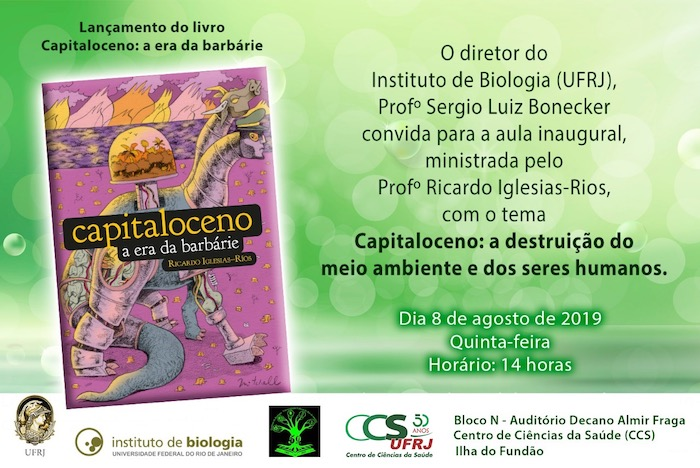 Lançamento do livro
Capitaloceno: a era da barbárie
capitaloceno
a era da barbárie
Ricardo Iglesias-Rios
O diretor do
Instituto de Biologia (UFRJ),
Profº Sergio Luiz Bonecker
convida para a aula inaugural,
ministrada pelo
Profº Ricardo Iglesias-Rios,
com o tema
Capitaloceno: a destruição do
meio ambiente e dos seres humanos.
Dia 8 de agosto de 2019
Quinta-feira
Horário: 14 horas
UFRJ
instituto de biologia
UNIVERSIDADE FEDERAL DO RIO DE JANEIRO
CCS 50
ANOS
UFRJ
Centro de Ciências da Saúde
Bloco N - Auditório Decano Almir Fraga
Centro de Ciências da Saúde (CCS)
Ilha do Fundão